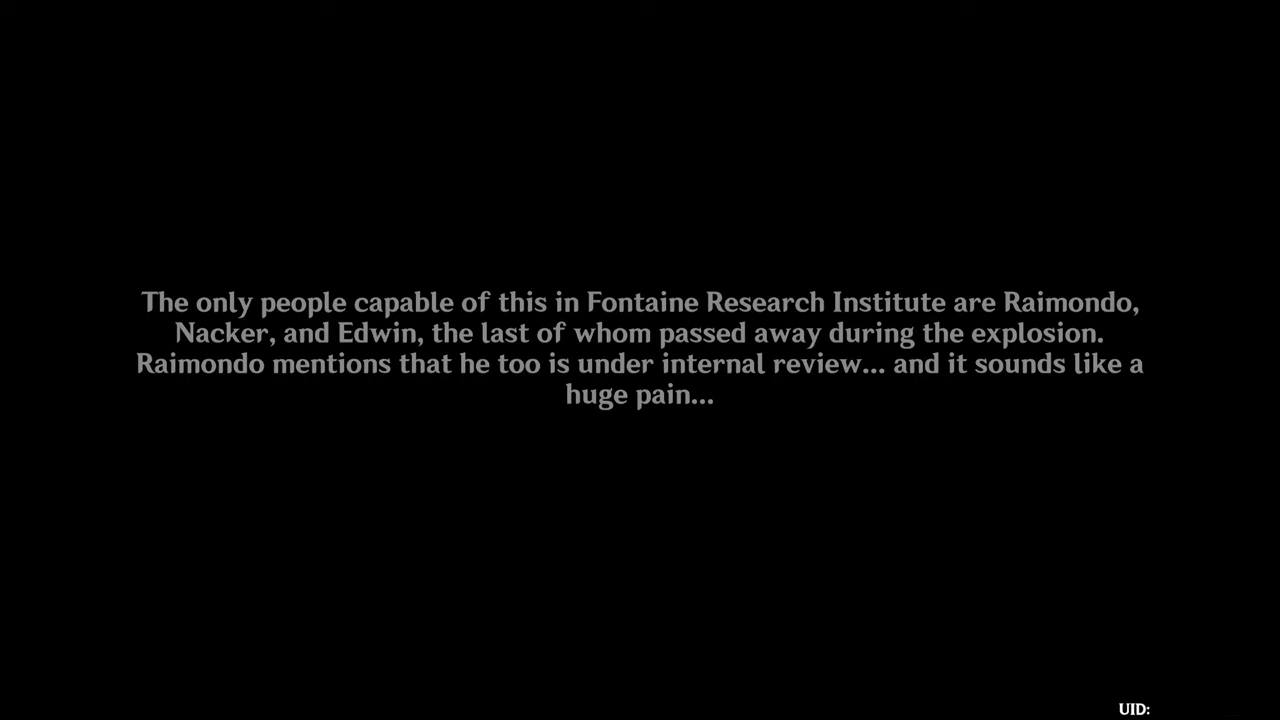 The only people capable of this in Fontaine Research Institute are Raimondo,
Nacker, and Edwin, the last of whom passed away during the explosion.
Raimondo mentions that he too is under internal review... and it sounds like a
huge pain...
UID: